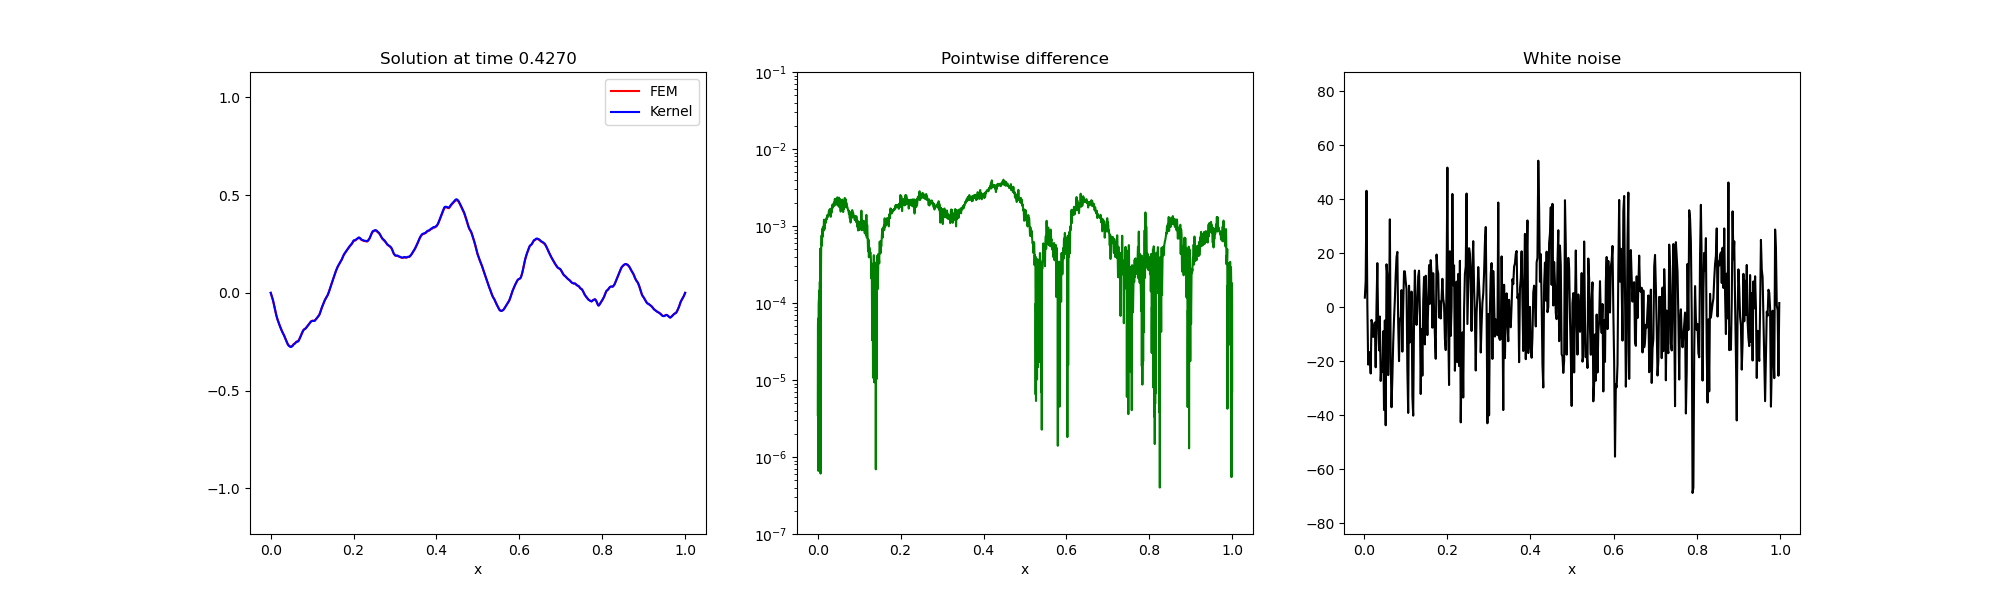 Solution at time 0.4270
1.0
0.5
0.0
−0.5
−1.0
0.0 0.2 0.4 0.6 0.8 1.0
x
FEM
Kernel
Pointwise difference
10⁻¹
10⁻²
10⁻³
10⁻⁴
10⁻⁵
10⁻⁶
10⁻⁷
0.0 0.2 0.4 0.6 0.8 1.0
x
White noise
80
60
40
20
0
−20
−40
−60
−80
0.0 0.2 0.4 0.6 0.8 1.0
x